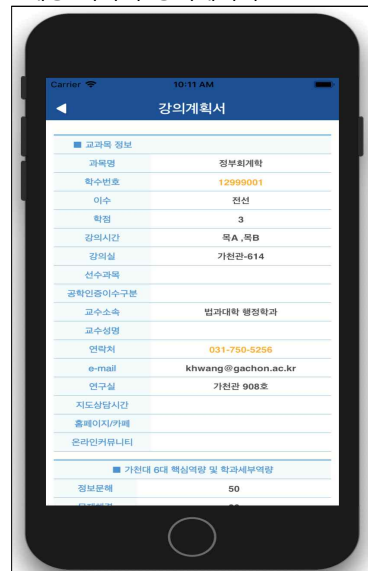 Carrier 10:11 AM
강의계획서
■ 교과목 정보
과목명 정부회계학
학수번호 12999001
이수 전선
학점 3
강의시간 목A ,목B
강의실 가천관-614
선수과목
공학인증이수구분
교수소속 법과대학 행정학과
교수성명
연락처 031-750-5256
e-mail khwang@gachon.ac.kr
연구실 가천관 908호
지도상담시간
홈페이지/카페
온라인커뮤니티
■ 가천대 6대 핵심역량 및 학과세부역량
정보문해 50